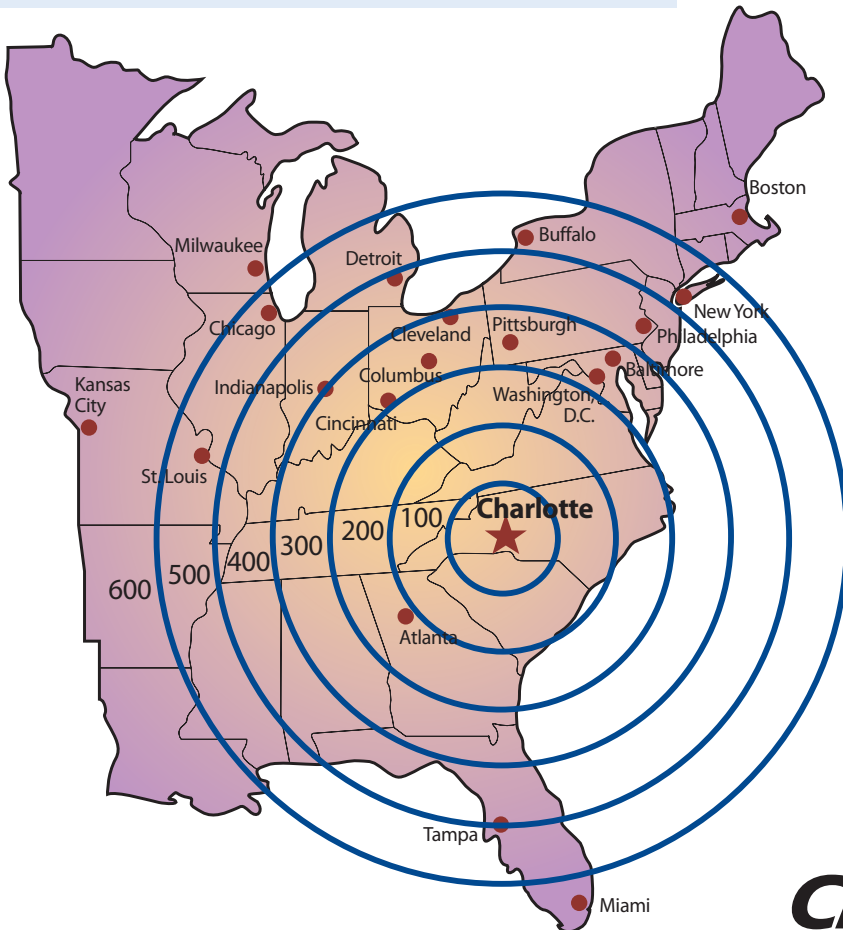 Boston
Buffalo
Milwaukee
Detroit
New York
Chicago
Cleveland
Pittsburgh
Philadelphia
Columbus
Baltimore
Kansas
City
Indianapolis
Washington,
D.C.
Cincinnati
St. Louis
Charlotte
100
200
300
400
500
600
Atlanta
Tampa
Miami